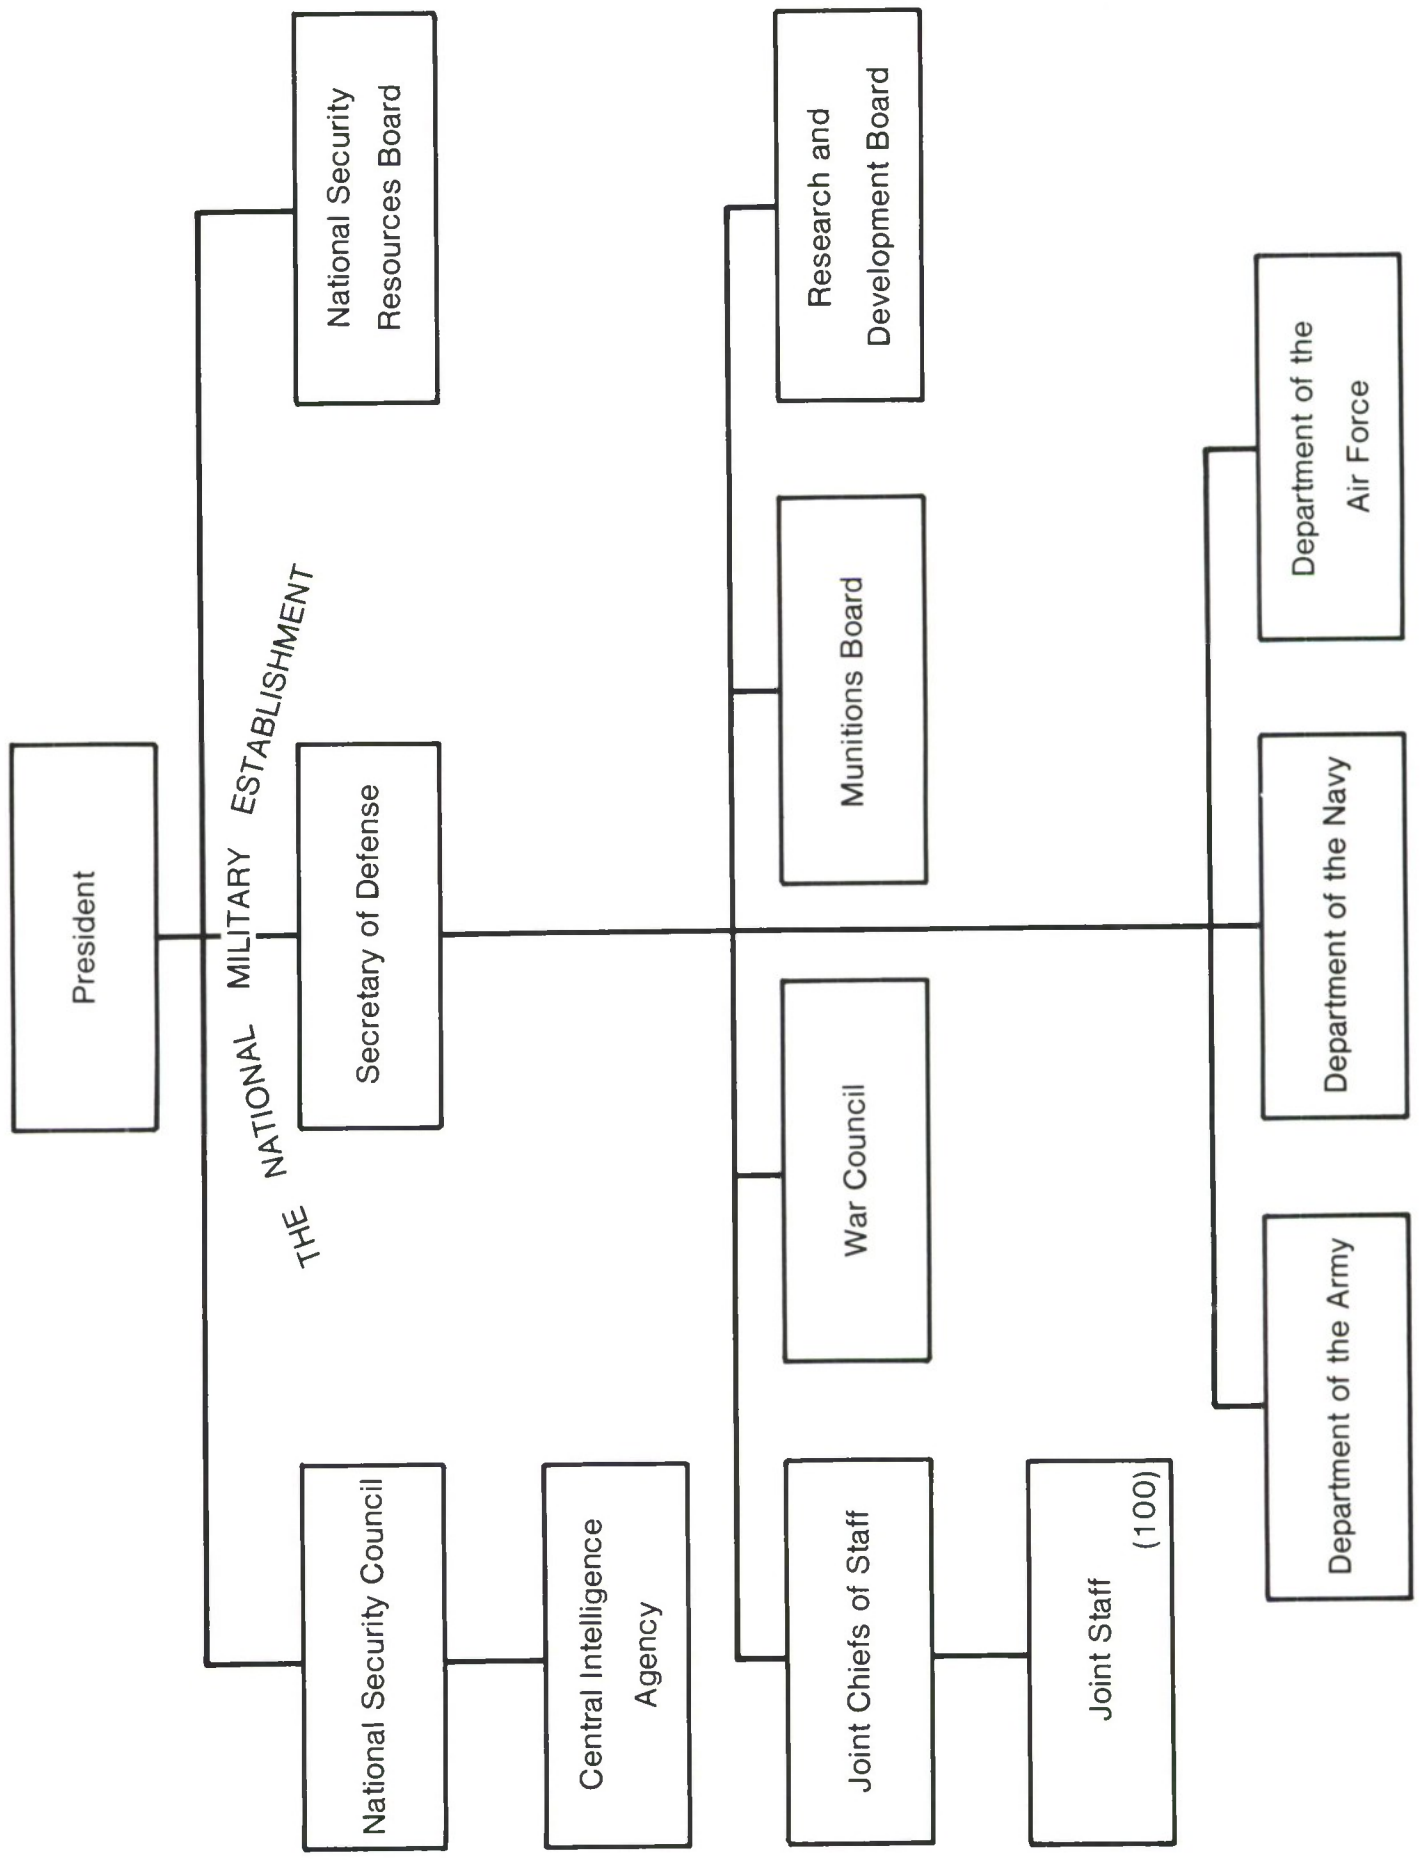 President
THE NATIONAL MILITARY ESTABLISHMENT
National Security Council
Secretary of Defense
National Security
Resources Board
Central Intelligence
Agency
Joint Chiefs of Staff
War Council
Munitions Board
Research and
Development Board
Joint Staff
(100)
Department of the Army
Department of the Navy
Department of the
Air Force